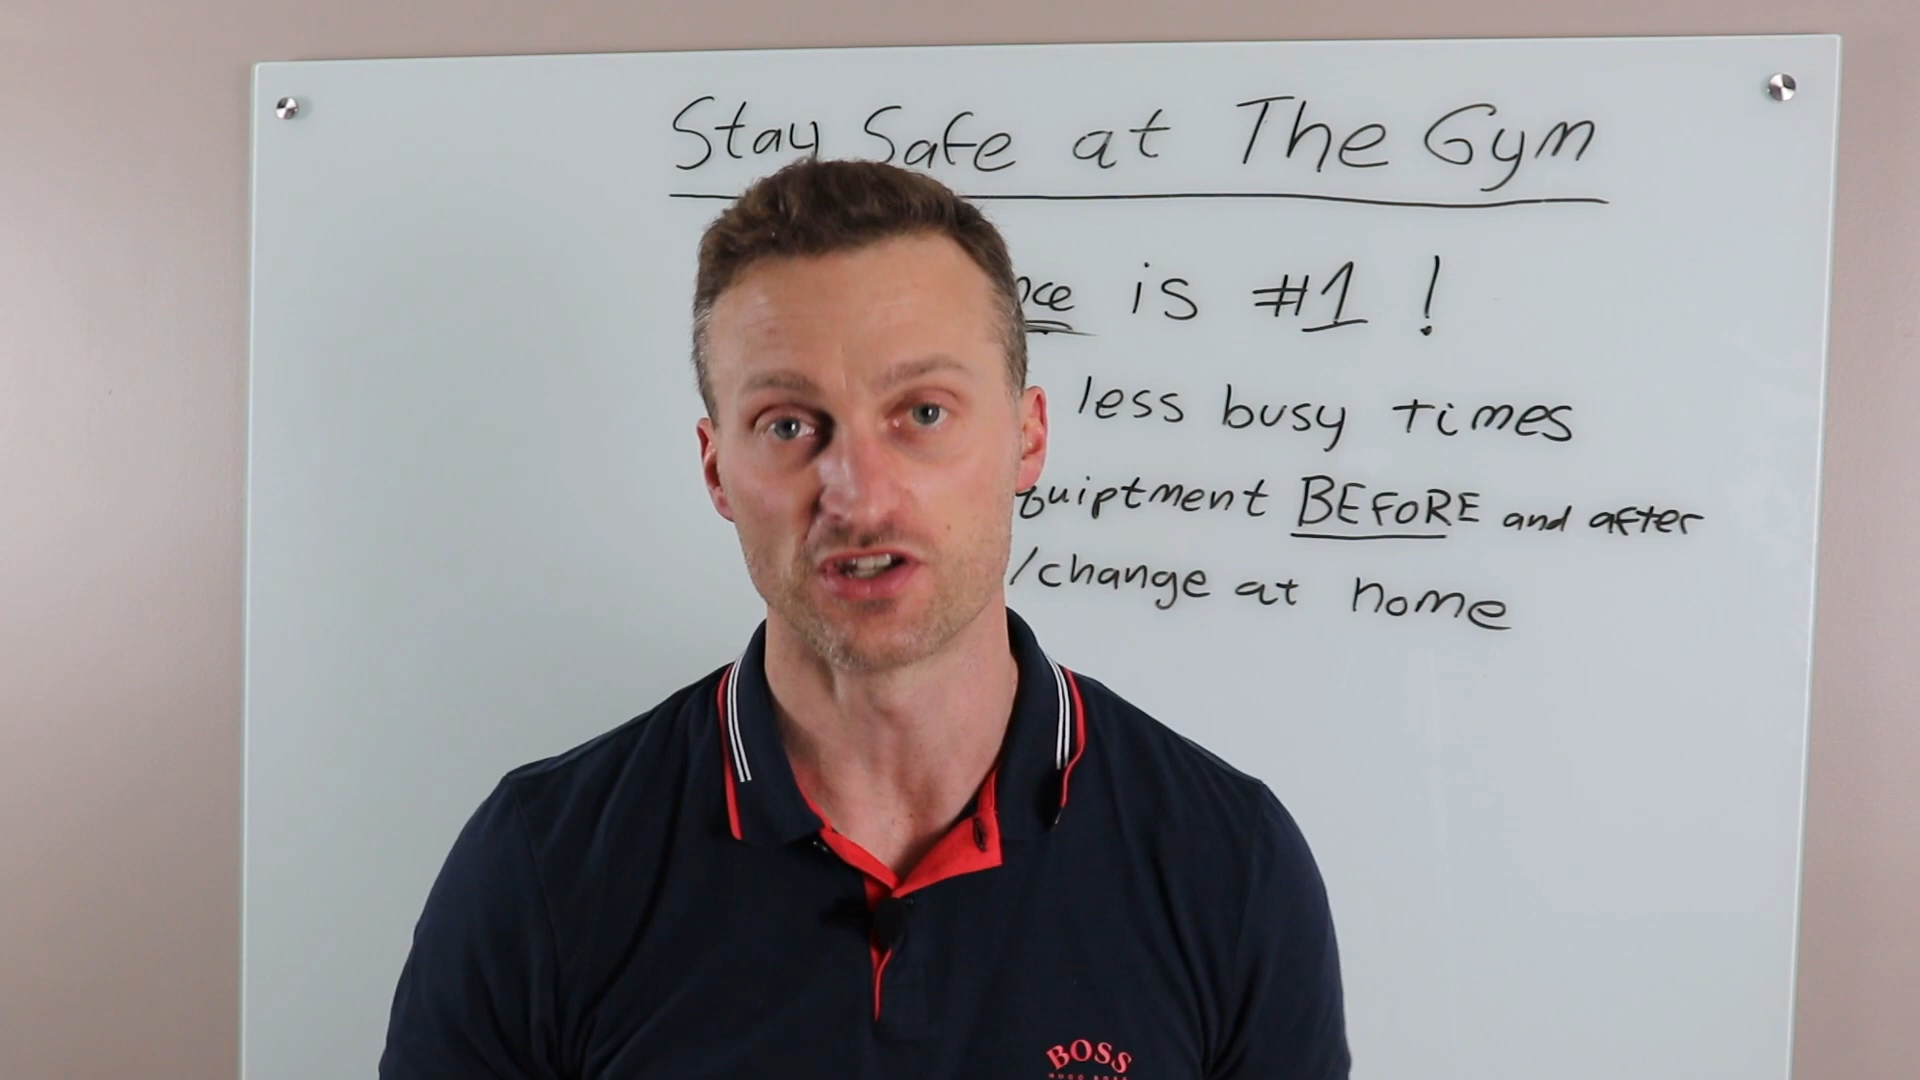 Stay Safe at The Gym
is #1!
less busy times
quiptment BEFORE and after
/change at home
BOSS